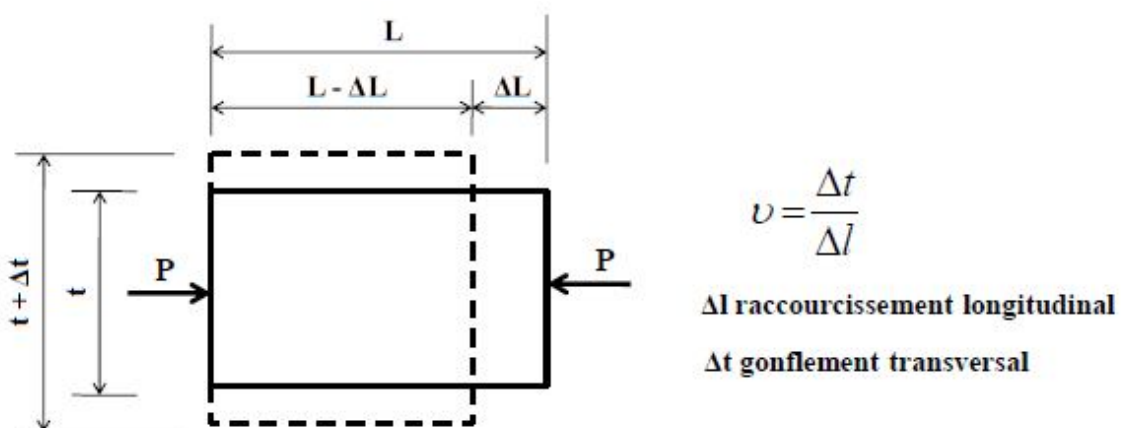 L
L - ΔL
ΔL
t + Δt
t
P
P
υ = Δt / Δl
Δl raccourcissement longitudinal
Δt gonflement transversal